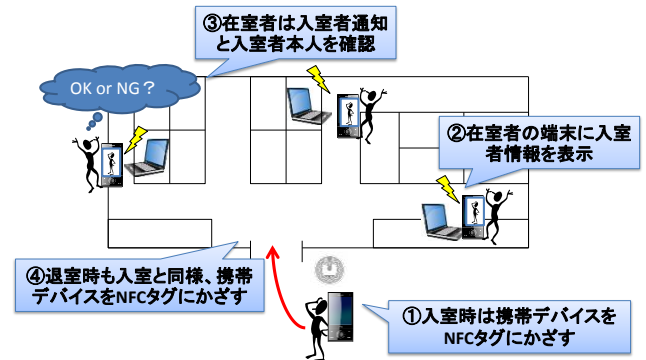 ③在室者は入室者通知
と入室者本人を確認
OK or NG？
②在室者の端末に入室
者情報を表示
④退室時も入室と同様、携帯
デバイスをNFCタグにかざす
①入室時は携帯デバイスを
NFCタグにかざす